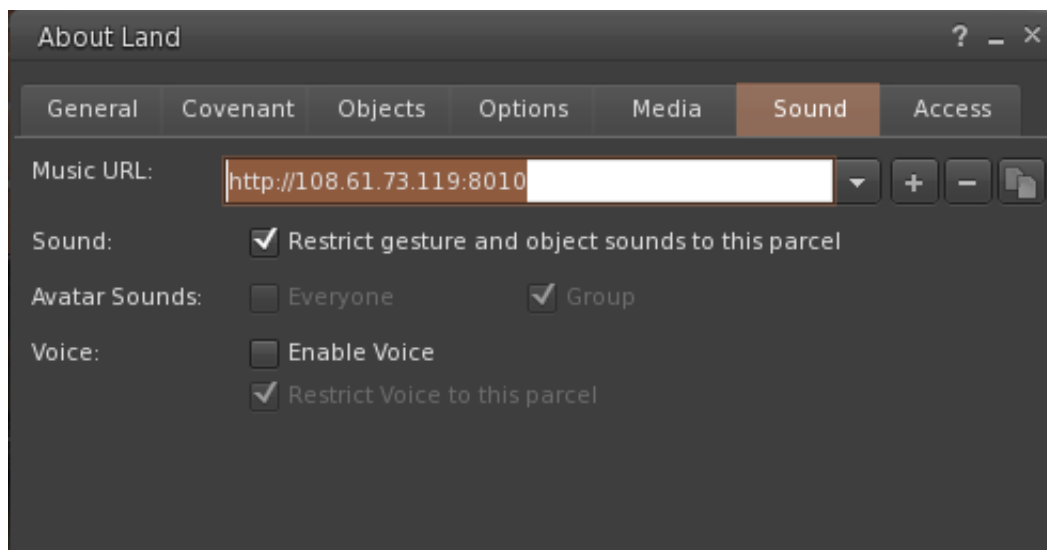 About Land
General Covenant Objects Options Media Sound Access
Music URL: http://108.61.73.119:8010
Sound: Restrict gesture and object sounds to this parcel
Avatar Sounds: Everyone Group
Voice: Enable Voice
Restrict Voice to this parcel